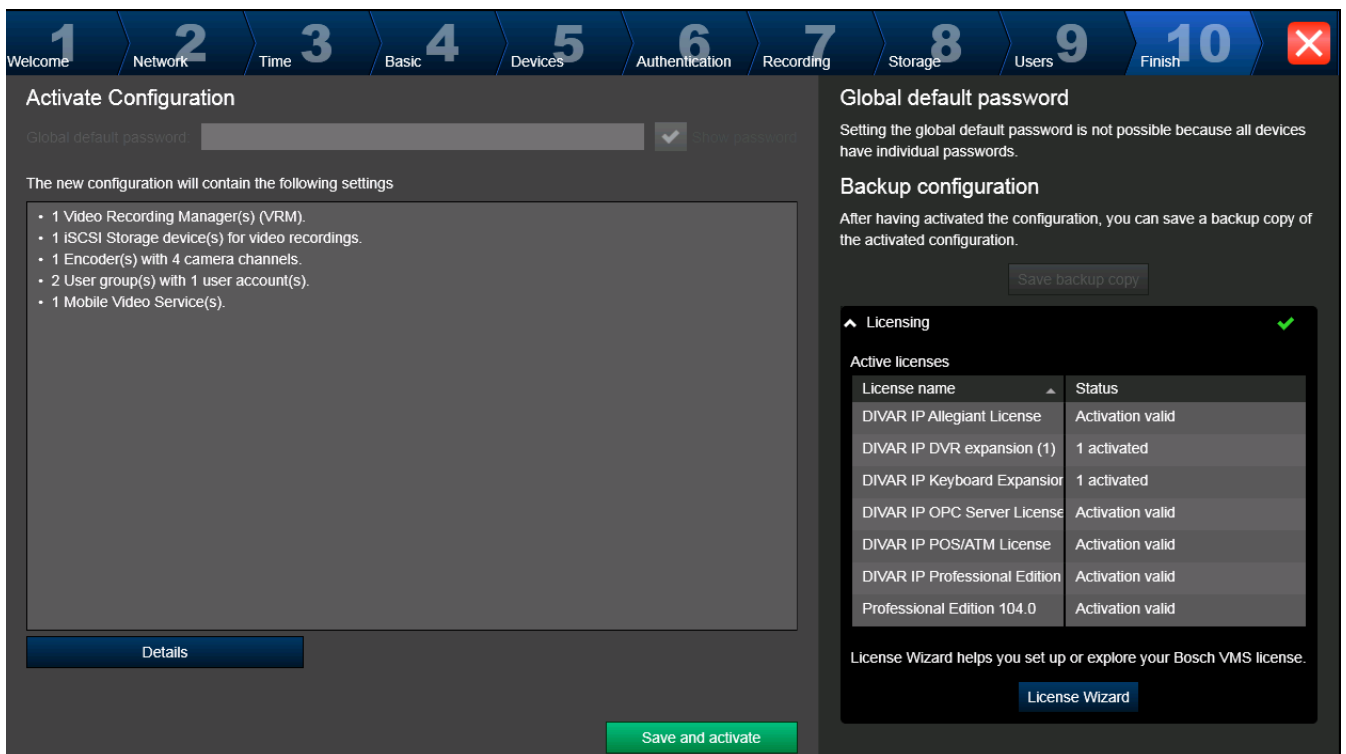 1 2 3 4 5 6 7 8 9 10
Welcome Network Time Basic Devices Authentication Recording Storage Users Finish
Activate Configuration
Global default password: Show password
The new configuration will contain the following settings
• 1 Video Recording Manager(s) (VRM).
• 1 iSCSI Storage device(s) for video recordings.
• 1 Encoder(s) with 4 camera channels.
• 2 User group(s) with 1 user account(s).
• 1 Mobile Video Service(s).
Details
Save and activate
Global default password
Setting the global default password is not possible because all devices
have individual passwords.
Backup configuration
After having activated the configuration, you can save a backup copy of
the activated configuration.
Save backup copy
Licensing
Active licenses
License name Status
DIVAR IP Allegiant License Activation valid
DIVAR IP DVR expansion (1) 1 activated
DIVAR IP Keyboard Expansion 1 activated
DIVAR IP OPC Server License Activation valid
DIVAR IP POS/ATM License Activation valid
DIVAR IP Professional Edition Activation valid
Professional Edition 104.0 Activation valid
License Wizard helps you set up or explore your Bosch VMS license.
License Wizard